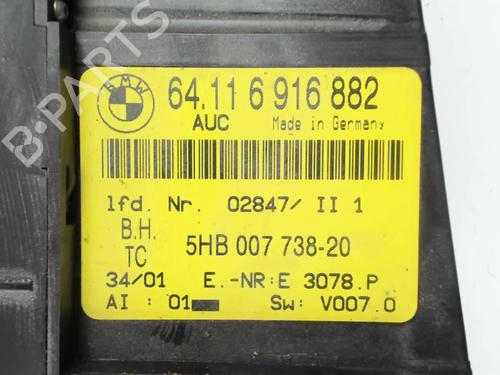 BMW
64.11 6 916 882
AUC Made in Germany
lfd. Nr. 02847/ II 1
B.H.
TC 5HB 007 738-20
34/01 E.-NR:E 3078.P
AI : 01 Sw: V007.0
B-PARTS